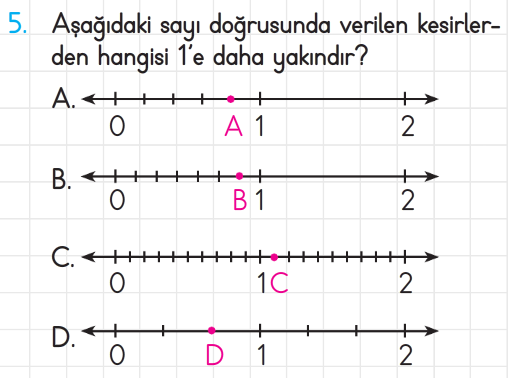 5. Aşağıdaki sayı doğrusunda verilen kesirler-
den hangisi 1'e daha yakındır?
A.
0 A 1 2
B.
0 B 1 2
C.
0 1 C 2
D.
0 D 1 2